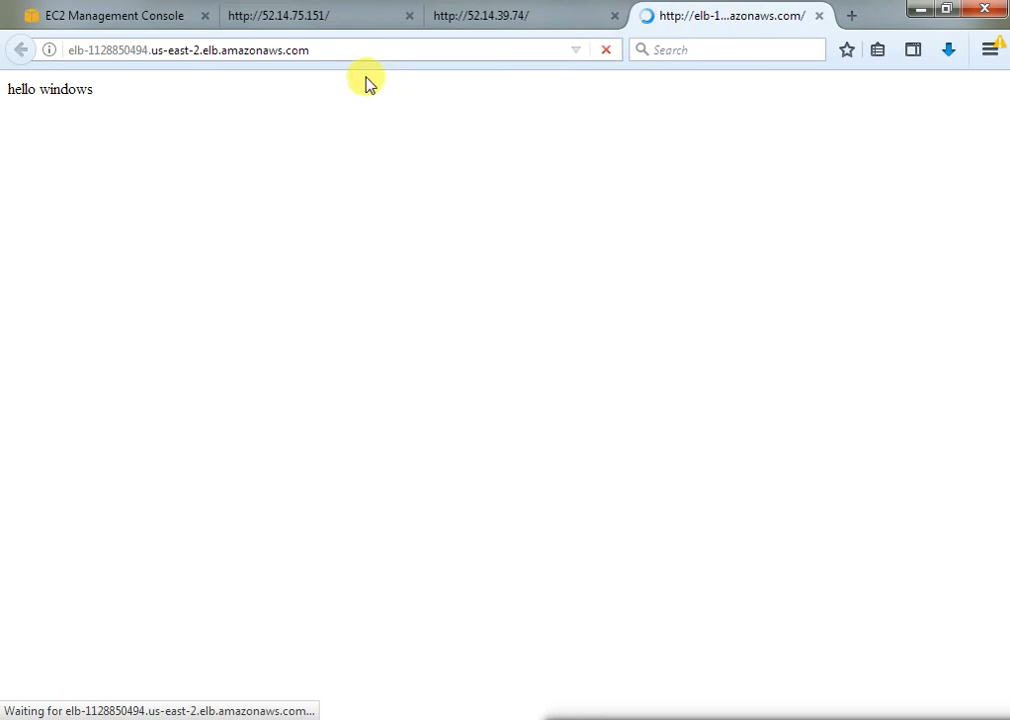 EC2 Management Console
http://52.14.75.151/
http://52.14.39.74/
http://elb-1...azonaws.com/
elb-1128850494.us-east-2.elb.amazonaws.com
Search
hello windows
Waiting for elb-1128850494.us-east-2.elb.amazonaws.com...